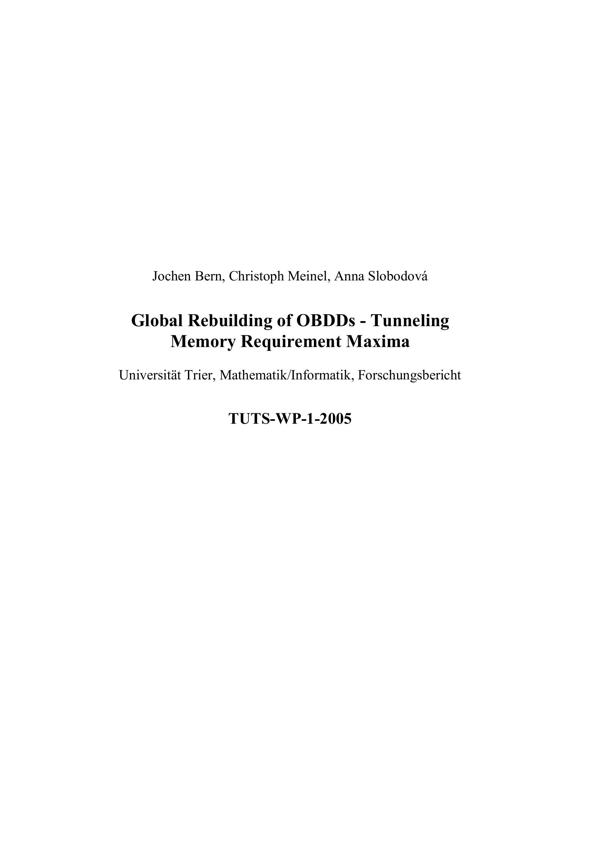 Jochen Bern, Christoph Meinel, Anna Slobodová
Global Rebuilding of OBDDs - Tunneling
Memory Requirement Maxima
Universität Trier, Mathematik/Informatik, Forschungsbericht
TUTS-WP-1-2005